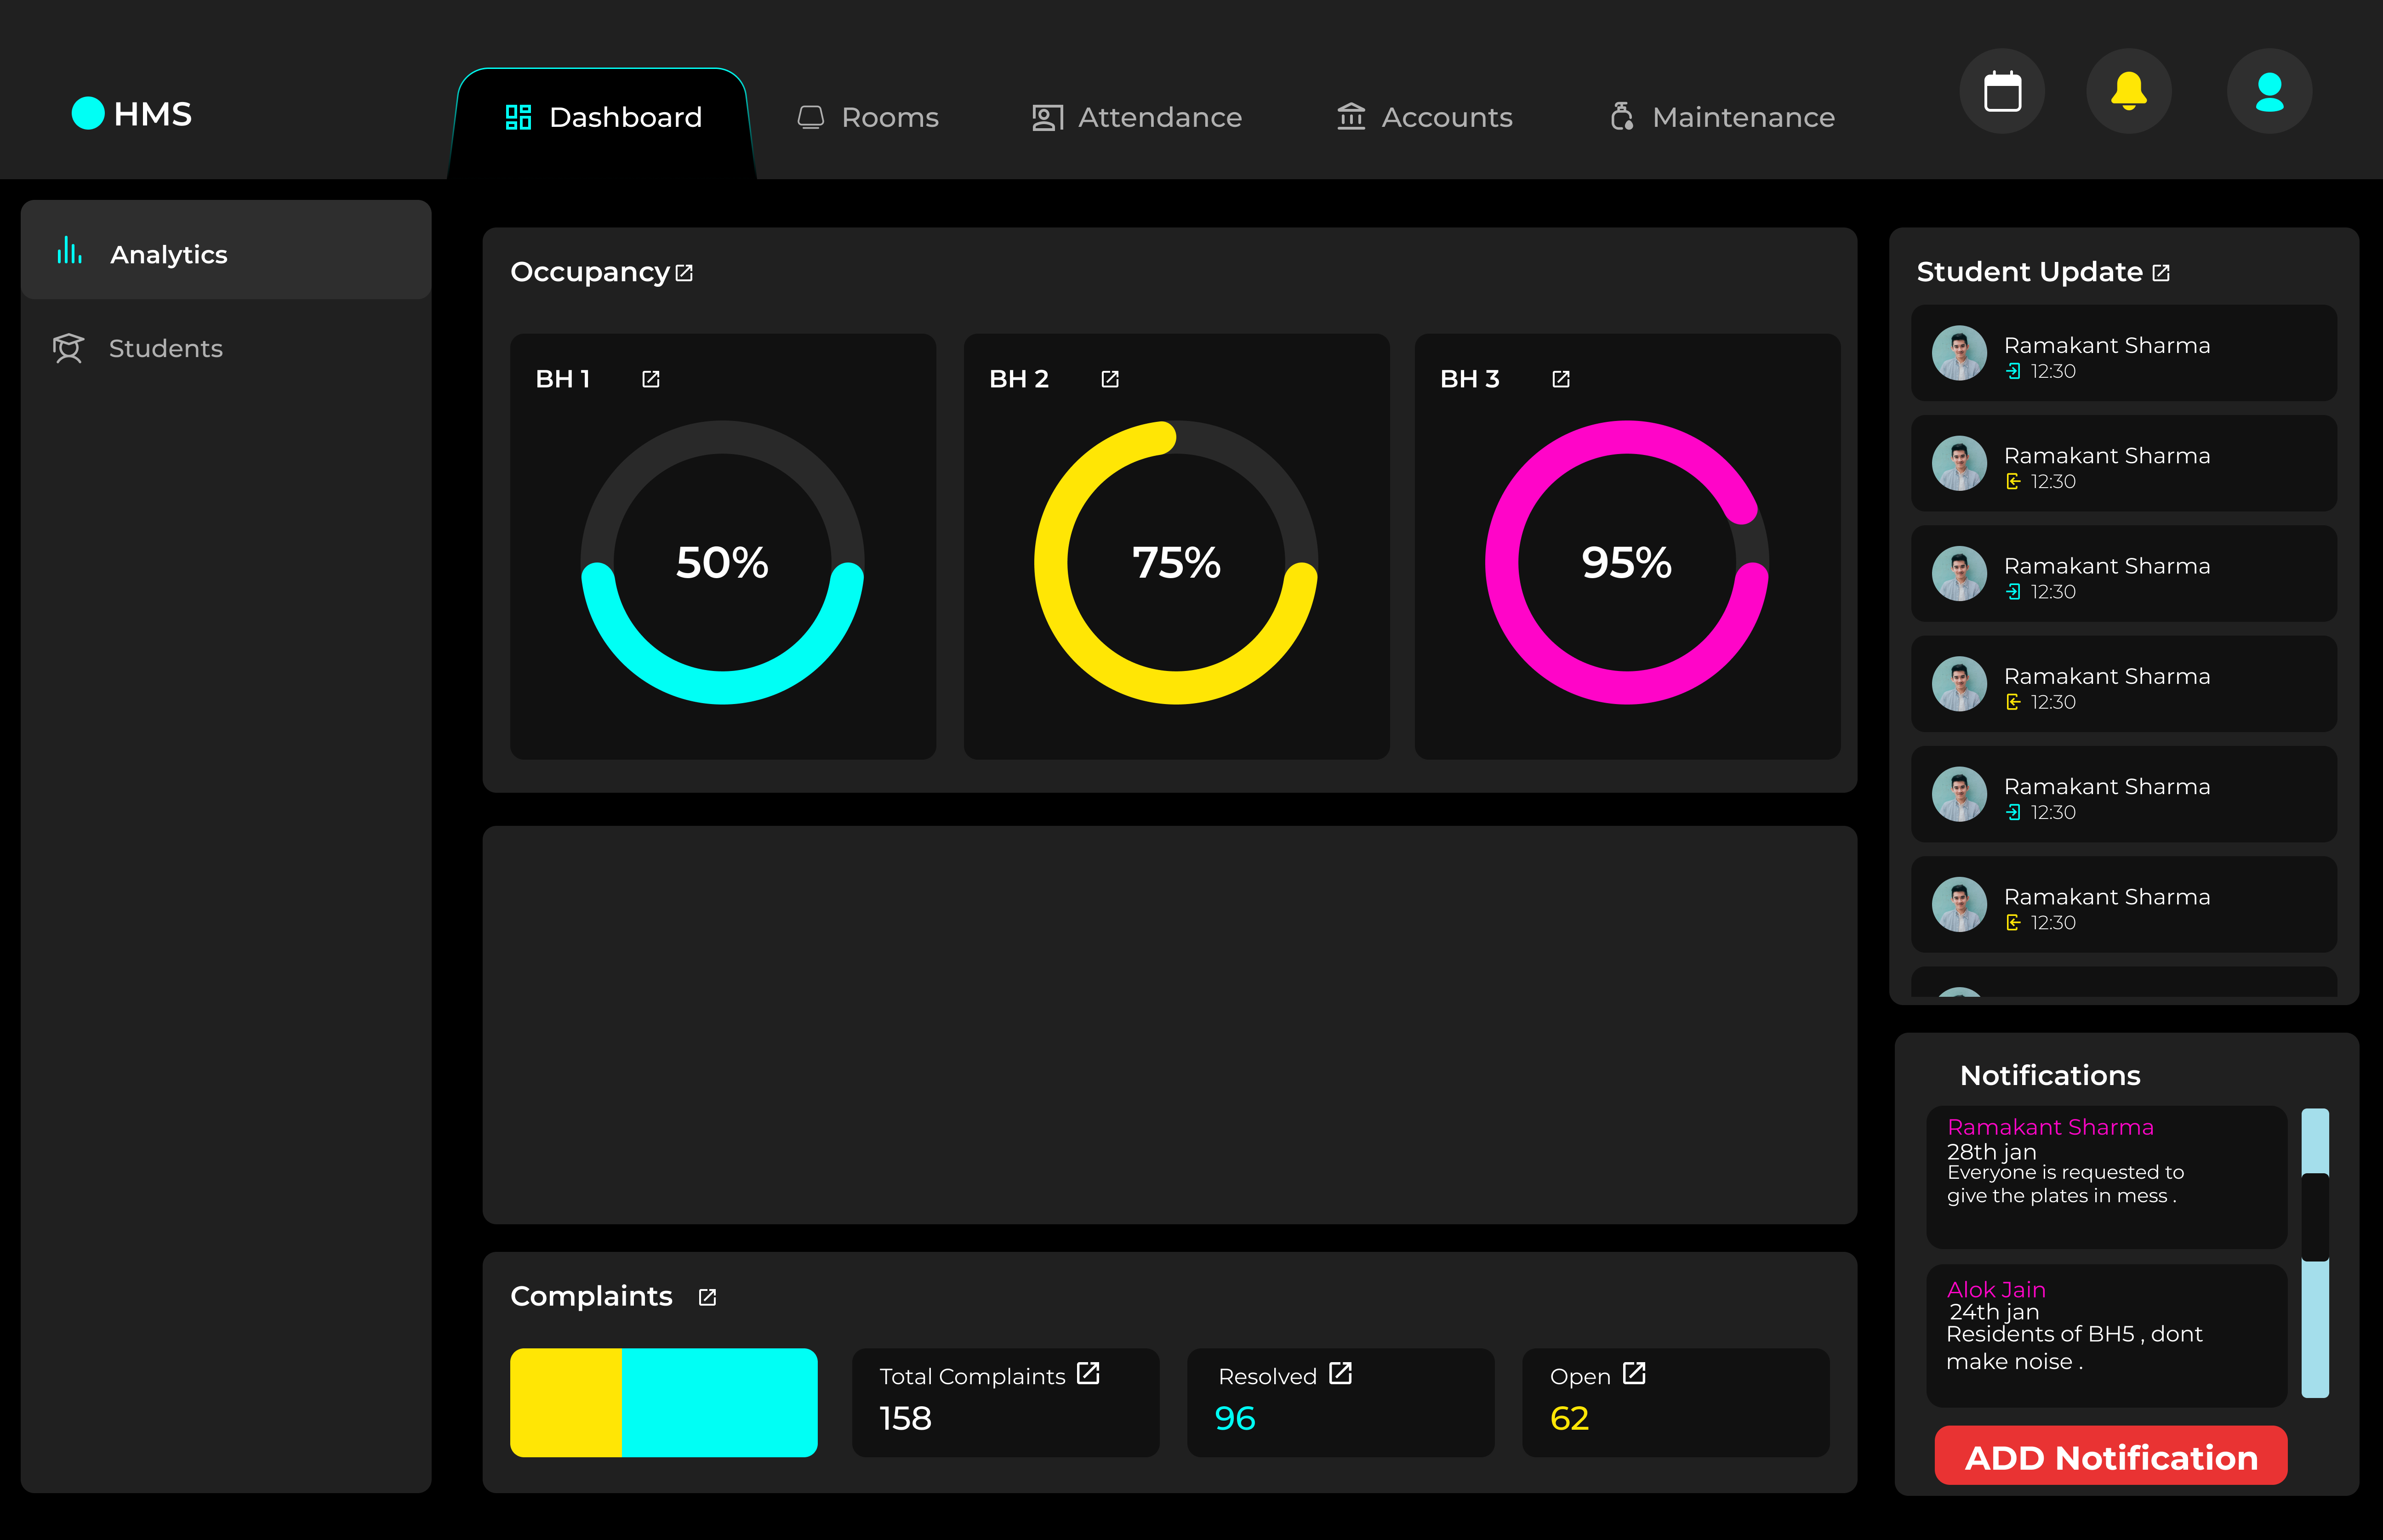 HMS
Dashboard
Rooms
Attendance
Accounts
Maintenance
Analytics
Students
Occupancy
BH 1
50%
BH 2
75%
BH 3
95%
Complaints
Total Complaints
158
Resolved
96
Open
62
Student Update
Ramakant Sharma
12:30
Ramakant Sharma
12:30
Ramakant Sharma
12:30
Ramakant Sharma
12:30
Ramakant Sharma
12:30
Ramakant Sharma
12:30
Notifications
Ramakant Sharma
28th jan
Everyone is requested to
give the plates in mess .
Alok Jain
24th jan
Residents of BH5 , dont
make noise .
ADD Notification